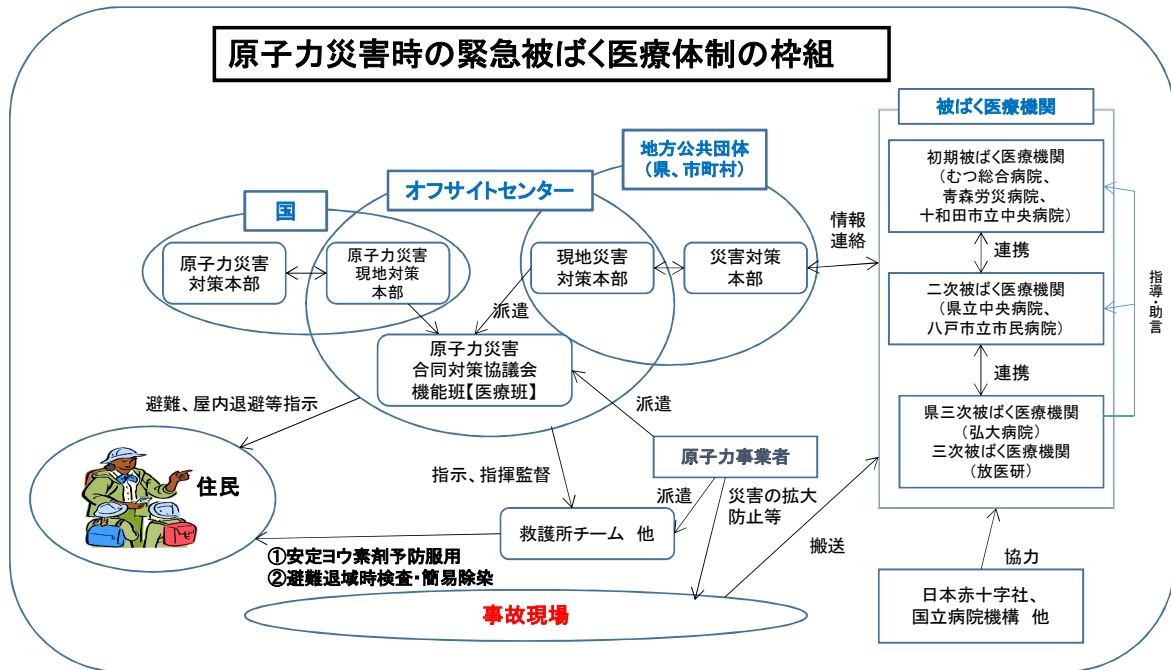 原子力災害時の緊急被ばく医療体制の枠組
被ばく医療機関
地方公共団体
(県、市町村)
オフサイトセンター
国
初期被ばく医療機関
(むつ総合病院、
青森労災病院、
十和田市立中央病院)
情報
連絡
連携
原子力災害
対策本部
原子力災害
現地対策
本部
現地災害
対策本部
災害対策
本部
二次被ばく医療機関
(県立中央病院、
八戸市立市民病院)
指導・助言
派遣
原子力災害
合同対策協議会
機能班【医療班】
連携
避難、屋内退避等指示
派遣
県三次被ばく医療機関
(弘大病院)
三次被ばく医療機関
(放医研)
原子力事業者
住民
指示、指揮監督
派遣
災害の拡大
防止等
救護所チーム 他
搬送
①安定ヨウ素剤予防服用
②避難退域時検査・簡易除染
協力
事故現場
日本赤十字社、
国立病院機構 他